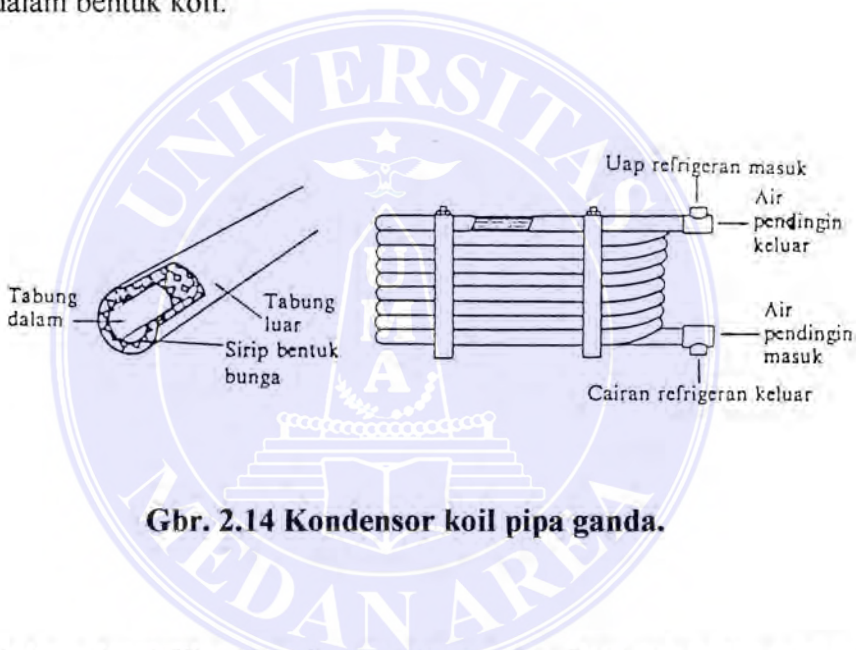 dalam bentuk koil.
UNIVERSITAS
Uap refrigeran masuk
Air
pendingin
keluar
Tabung
dalam
Tabung
luar
Sirip bentuk
bunga
UMA
Air
pendingin
masuk
Cairan refrigeran keluar
Gbr. 2.14 Kondensor koil pipa ganda.
MEDAN AREA